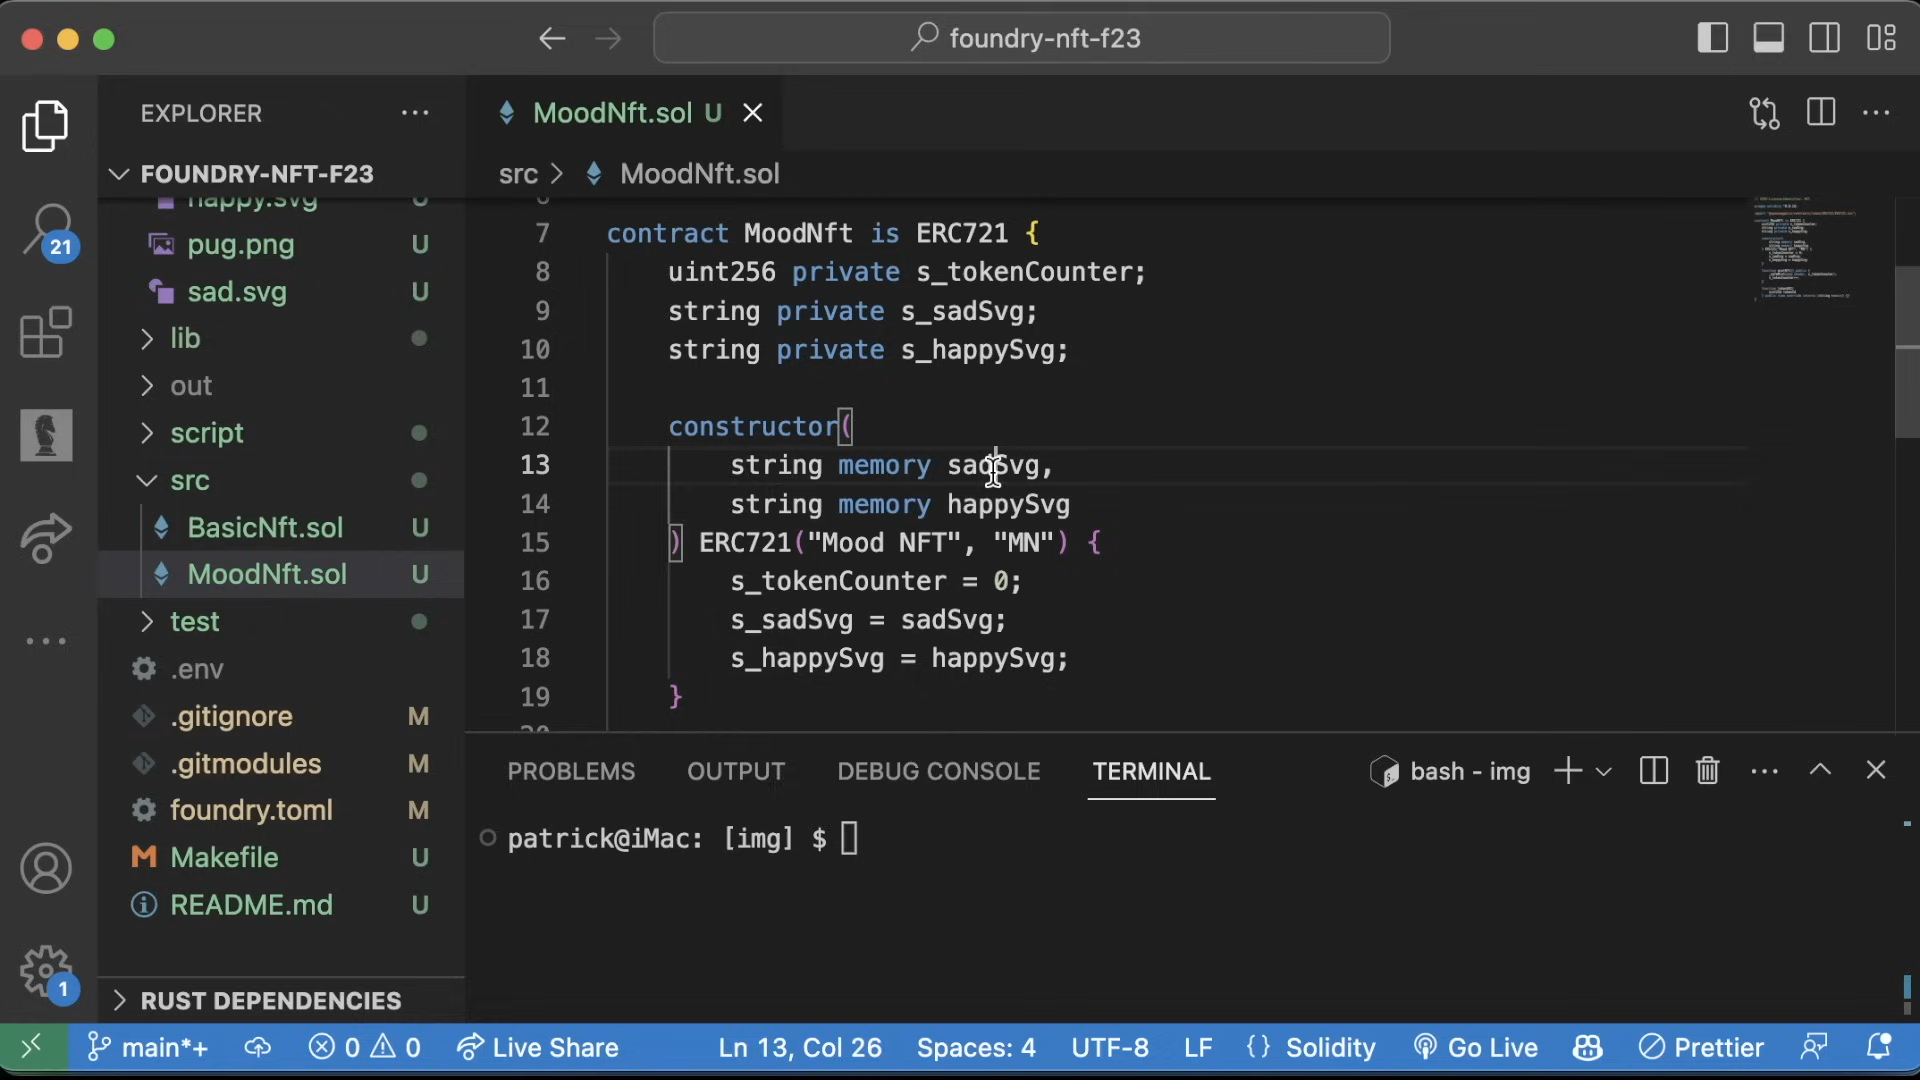 foundry-nft-f23
EXPLORER
FOUNDRY-NFT-F23
happy.svg U
pug.png U
sad.svg U
lib
out
script
src
BasicNft.sol U
MoodNft.sol U
test
.env
.gitignore M
.gitmodules M
foundry.toml M
Makefile U
README.md U
RUST DEPENDENCIES
21
1
MoodNft.sol U
src > MoodNft.sol
7 contract MoodNft is ERC721 {
8 uint256 private s_tokenCounter;
9 string private s_sadSvg;
10 string private s_happySvg;
11
12 constructor(
13 string memory sadSvg,
14 string memory happySvg
15 ) ERC721("Mood NFT", "MN") {
16 s_tokenCounter = 0;
17 s_sadSvg = sadSvg;
18 s_happySvg = happySvg;
19 }
PROBLEMS OUTPUT DEBUG CONSOLE TERMINAL bash - img
patrick@iMac: [img] $
main*+ 0 0 Live Share Ln 13, Col 26 Spaces: 4 UTF-8 LF {} Solidity Go Live Prettier